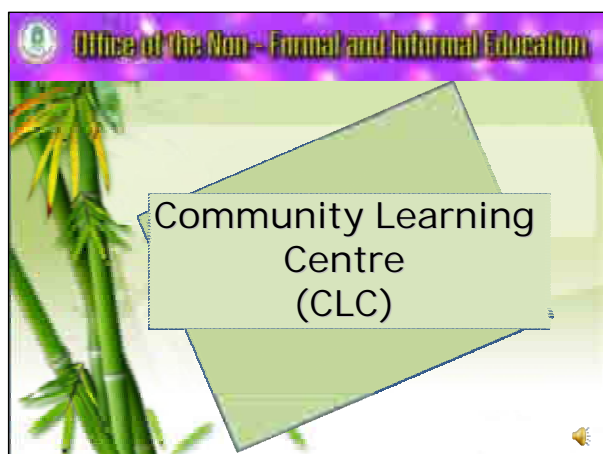 Office of the Non - Formal and Informal Education
Community Learning
Centre
(CLC)